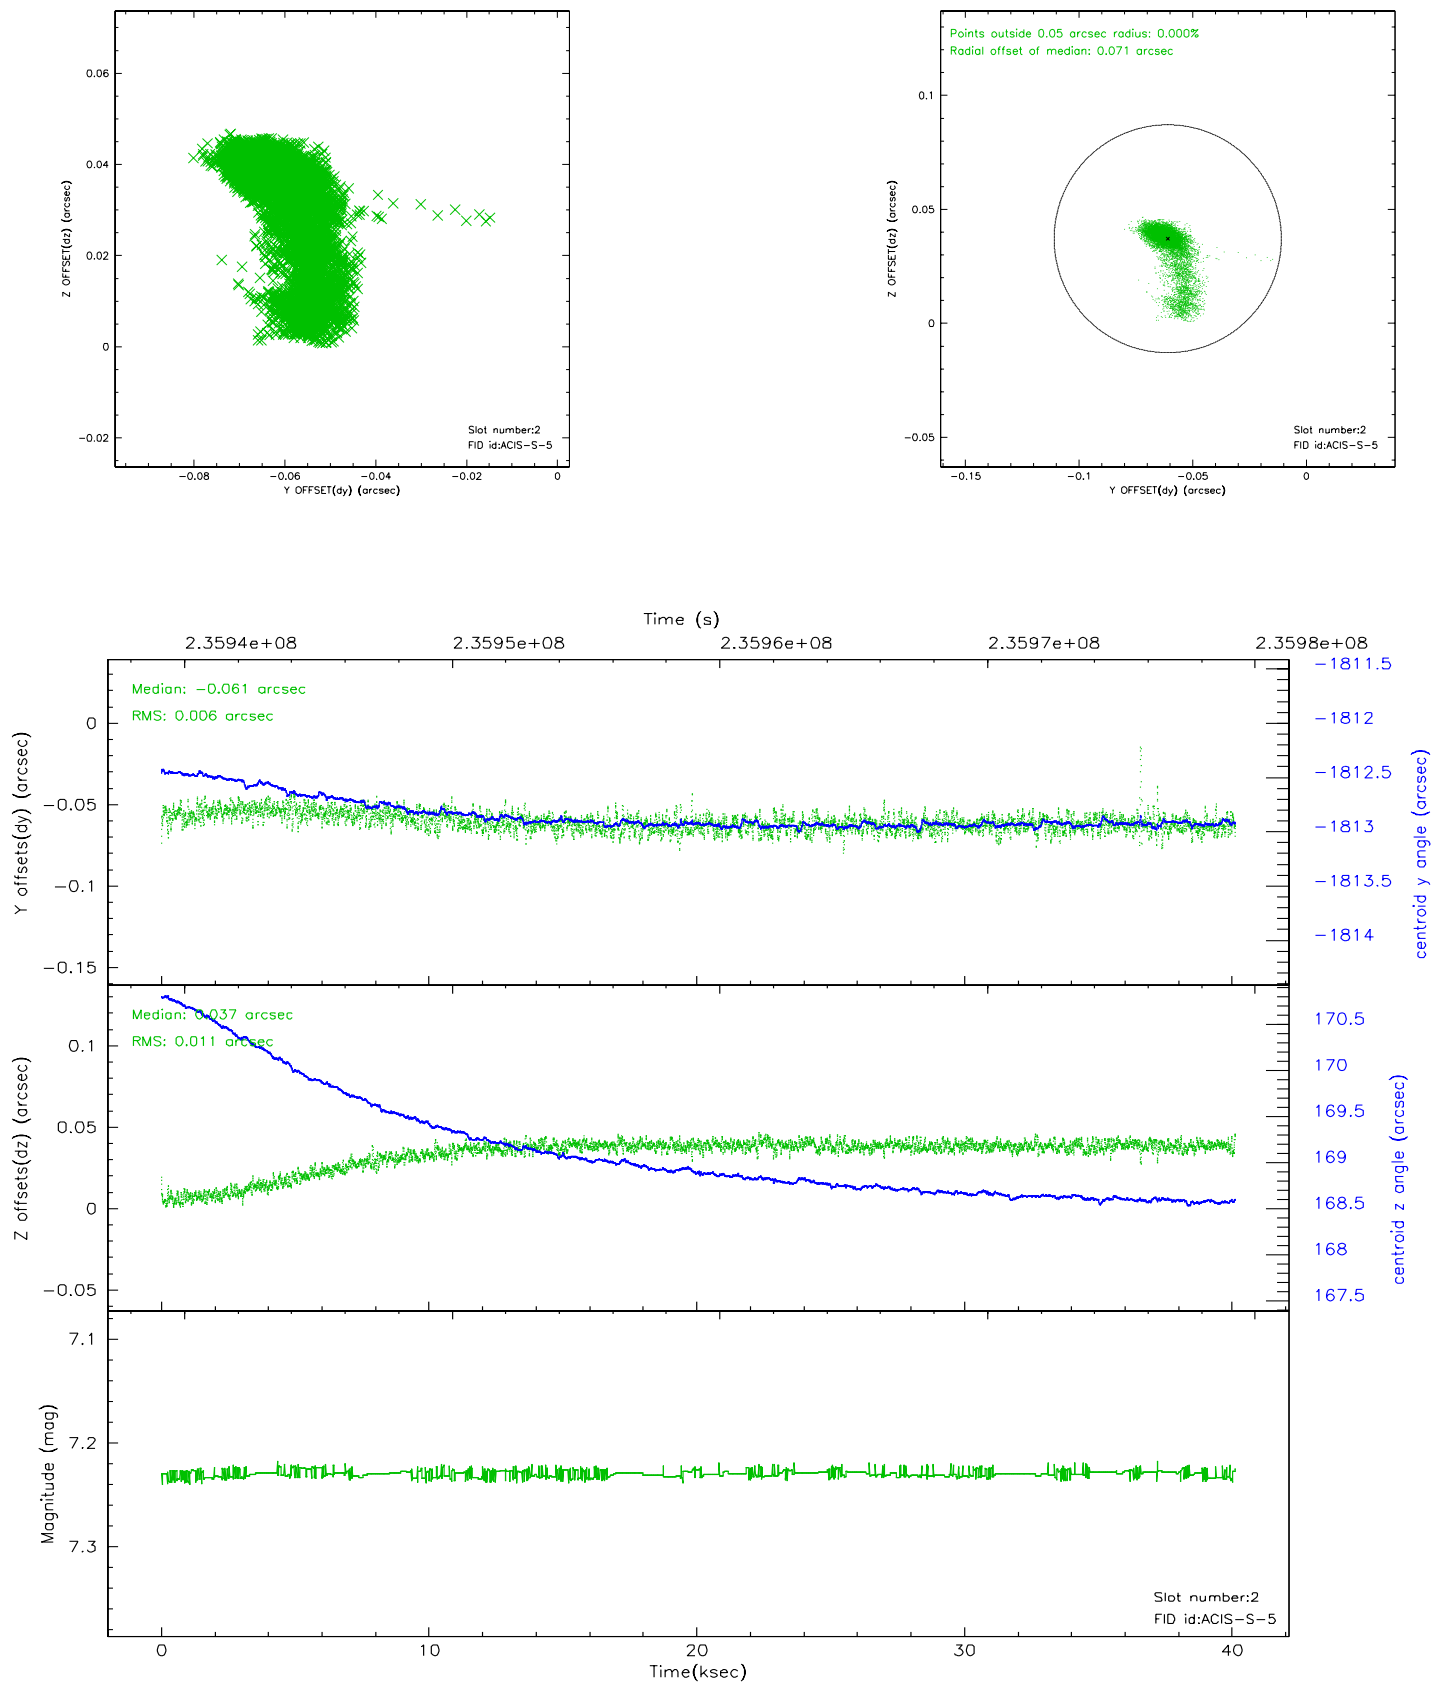 0.06
0.04
0.02
0
-0.02
Z OFFSET(dz) (arcsec)
-0.08
-0.06
-0.04
-0.02
0
Y OFFSET(dy) (arcsec)
Slot number:2
FID id:ACIS-S-5
Points outside 0.05 arcsec radius: 0.000%
Radial offset of median: 0.071 arcsec
0.1
0.05
0
-0.05
Z OFFSET(dz) (arcsec)
-0.15
-0.1
-0.05
0
Y OFFSET(dy) (arcsec)
Slot number:2
FID id:ACIS-S-5
Time (s)
2.3594e+08
2.3595e+08
2.3596e+08
2.3597e+08
2.3598e+08
Median: -0.061 arcsec
RMS: 0.006 arcsec
0
-0.05
-0.1
-0.15
Y offsets(dy) (arcsec)
-1811.5
-1812
-1812.5
-1813
-1813.5
-1814
centroid y angle (arcsec)
Median: 0.037 arcsec
RMS: 0.011 arcsec
0.1
0.05
0
-0.05
Z offsets(dz) (arcsec)
170.5
170
169.5
169
168.5
168
167.5
centroid z angle (arcsec)
7.1
7.2
7.3
Magnitude (mag)
Slot number:2
FID id:ACIS-S-5
0
10
20
30
40
Time(ksec)